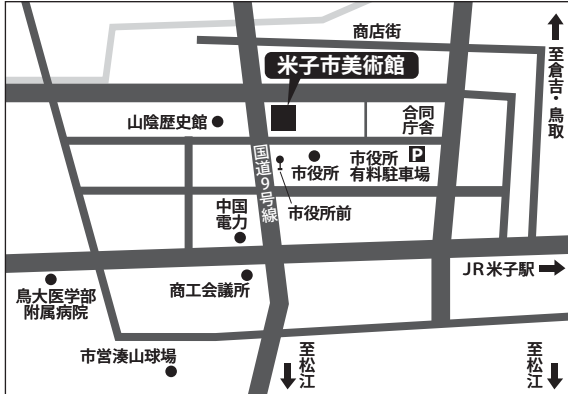 商店街
至倉吉・鳥取
米子市美術館
山陰歴史館
合同
庁舎
国道9号線
市役所
市役所 P
有料駐車場
市役所前
中国
電力
JR米子駅
鳥大医学部
附属病院
商工会議所
市営湊山球場
至松江
至松江